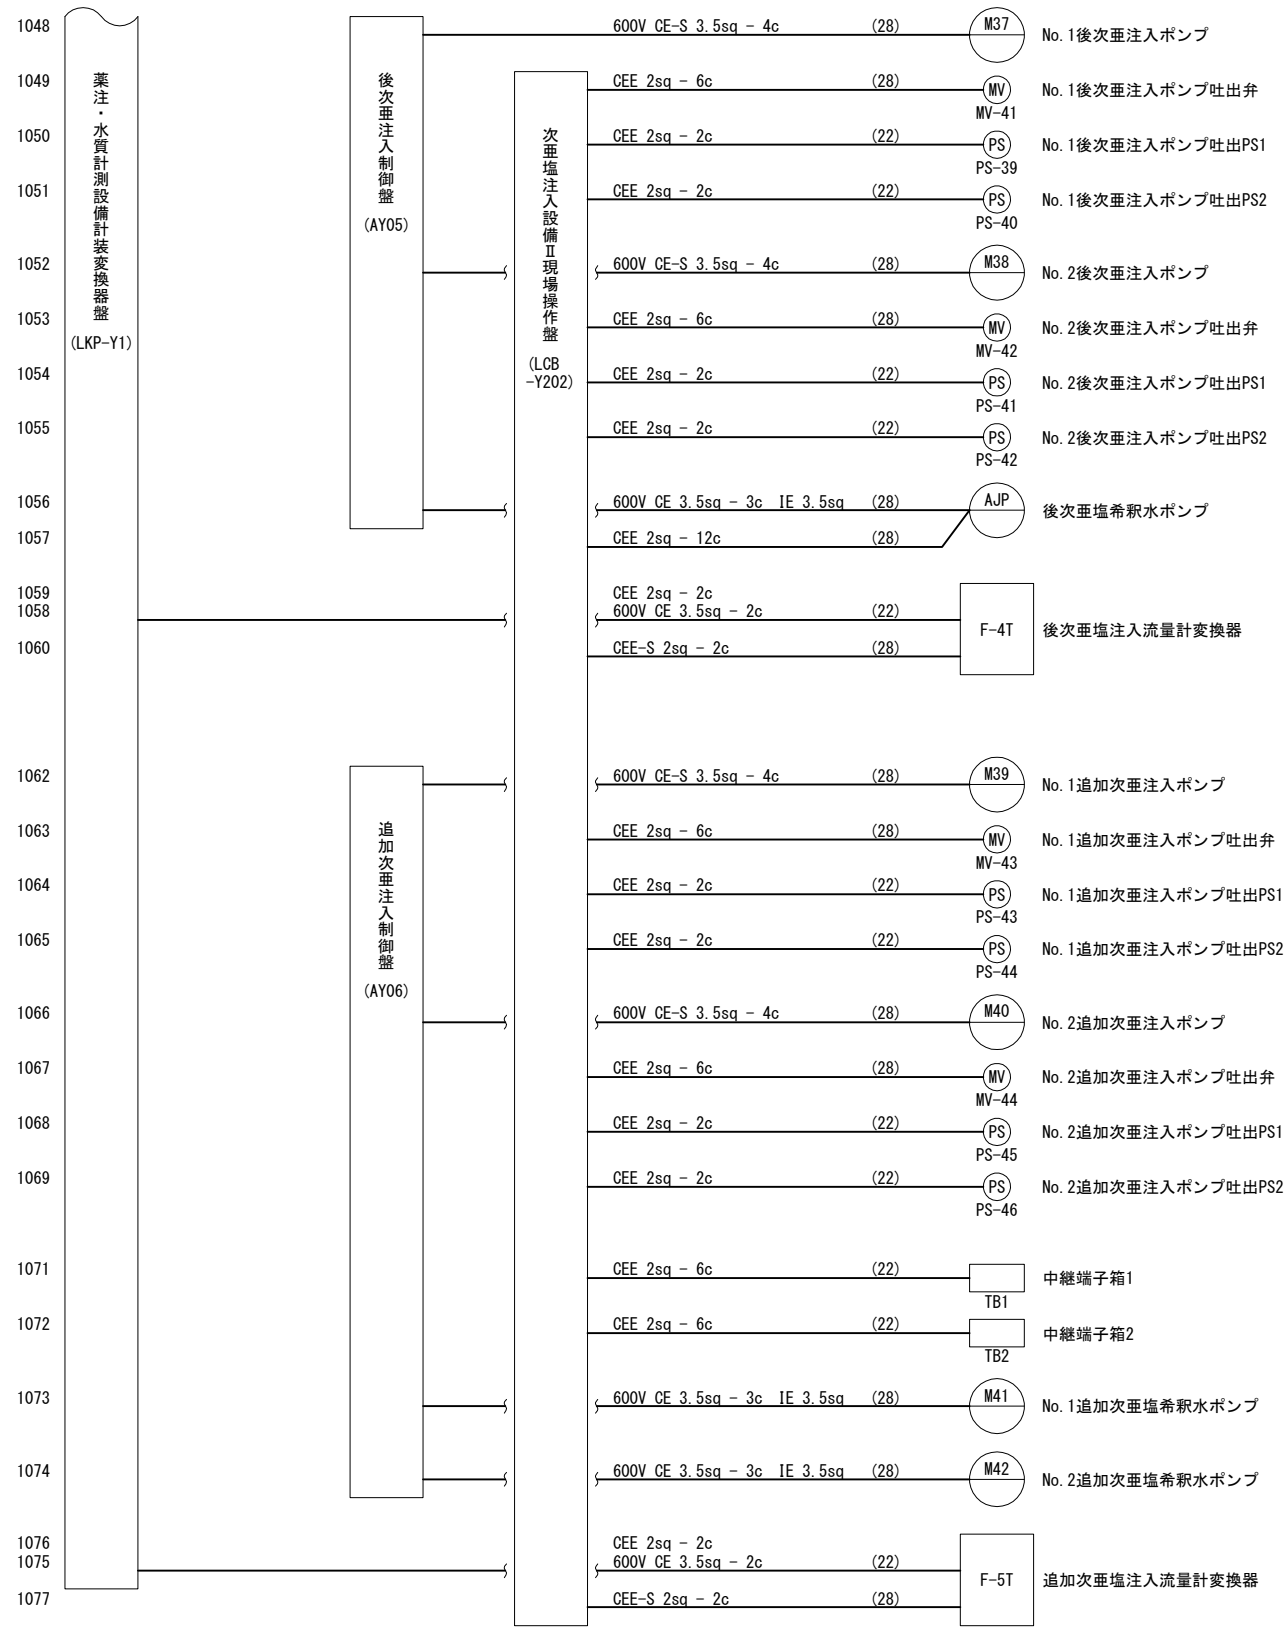 薬注・水質計測設備計装変換器盤
(LKP-Y1)
後次亜注入制御盤
(AY05)
次亜塩注入設備Ⅱ現場操作盤
(LCB
-Y202)
追加次亜注入制御盤
(AY06)
1048 600V CE-S 3.5sq - 4c (28) M37 No.1後次亜注入ポンプ
1049 CEE 2sq - 6c (28) MV No.1後次亜注入ポンプ吐出弁
MV-41
1050 CEE 2sq - 2c (22) PS No.1後次亜注入ポンプ吐出PS1
PS-39
1051 CEE 2sq - 2c (22) PS No.1後次亜注入ポンプ吐出PS2
PS-40
1052 600V CE-S 3.5sq - 4c (28) M38 No.2後次亜注入ポンプ
1053 CEE 2sq - 6c (28) MV No.2後次亜注入ポンプ吐出弁
MV-42
1054 CEE 2sq - 2c (22) PS No.2後次亜注入ポンプ吐出PS1
PS-41
1055 CEE 2sq - 2c (22) PS No.2後次亜注入ポンプ吐出PS2
PS-42
1056 600V CE 3.5sq - 3c IE 3.5sq (28) AJP 後次亜塩希釈水ポンプ
1057 CEE 2sq - 12c (28)
1059 CEE 2sq - 2c
1058 600V CE 3.5sq - 2c (22) F-4T 後次亜塩注入流量計変換器
1060 CEE-S 2sq - 2c (28)
1062 600V CE-S 3.5sq - 4c (28) M39 No.1追加次亜注入ポンプ
1063 CEE 2sq - 6c (28) MV No.1追加次亜注入ポンプ吐出弁
MV-43
1064 CEE 2sq - 2c (22) PS No.1追加次亜注入ポンプ吐出PS1
PS-43
1065 CEE 2sq - 2c (22) PS No.1追加次亜注入ポンプ吐出PS2
PS-44
1066 600V CE-S 3.5sq - 4c (28) M40 No.2追加次亜注入ポンプ
1067 CEE 2sq - 6c (28) MV No.2追加次亜注入ポンプ吐出弁
MV-44
1068 CEE 2sq - 2c (22) PS No.2追加次亜注入ポンプ吐出PS1
PS-45
1069 CEE 2sq - 2c (22) PS No.2追加次亜注入ポンプ吐出PS2
PS-46
1071 CEE 2sq - 6c (22) 中継端子箱1
TB1
1072 CEE 2sq - 6c (22) 中継端子箱2
TB2
1073 600V CE 3.5sq - 3c IE 3.5sq (28) M41 No.1追加次亜塩希釈水ポンプ
1074 600V CE 3.5sq - 3c IE 3.5sq (28) M42 No.2追加次亜塩希釈水ポンプ
1076 CEE 2sq - 2c
1075 600V CE 3.5sq - 2c (22) F-5T 追加次亜塩注入流量計変換器
1077 CEE-S 2sq - 2c (28)